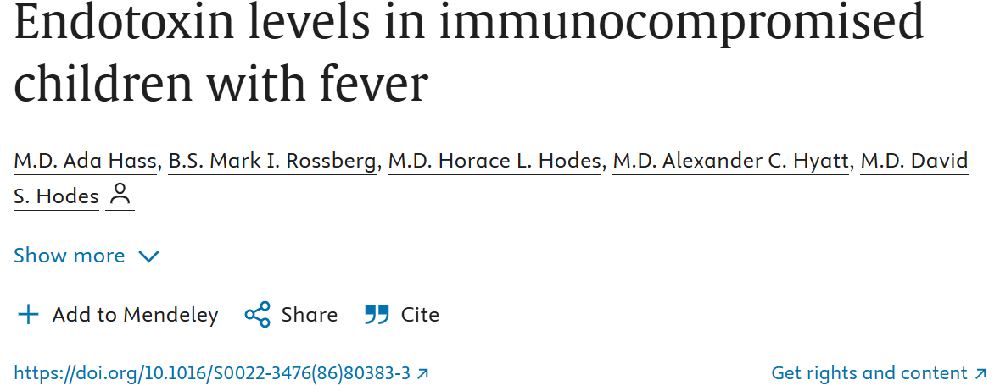 Endotoxin levels in immunocompromised
children with fever
M.D. Ada Hass, B.S. Mark I. Rossberg, M.D. Horace L. Hodes, M.D. Alexander C. Hyatt, M.D. David
S. Hodes
Show more
Add to Mendeley Share Cite
https://doi.org/10.1016/S0022-3476(86)80383-3 Get rights and content